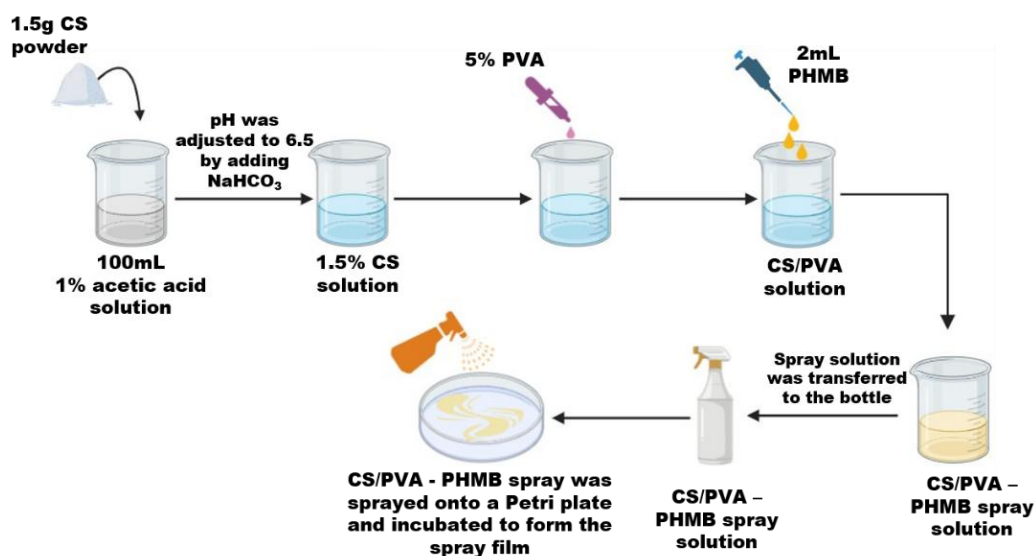 1.5g CS
powder
100mL
1% acetic acid
solution
pH was
adjusted to 6.5
by adding
NaHCO₃
1.5% CS
solution
5% PVA
2mL
PHMB
CS/PVA
solution
CS/PVA –
PHMB spray
solution
Spray solution
was transferred
to the bottle
CS/PVA –
PHMB spray
solution
CS/PVA - PHMB spray was
sprayed onto a Petri plate
and incubated to form the
spray film